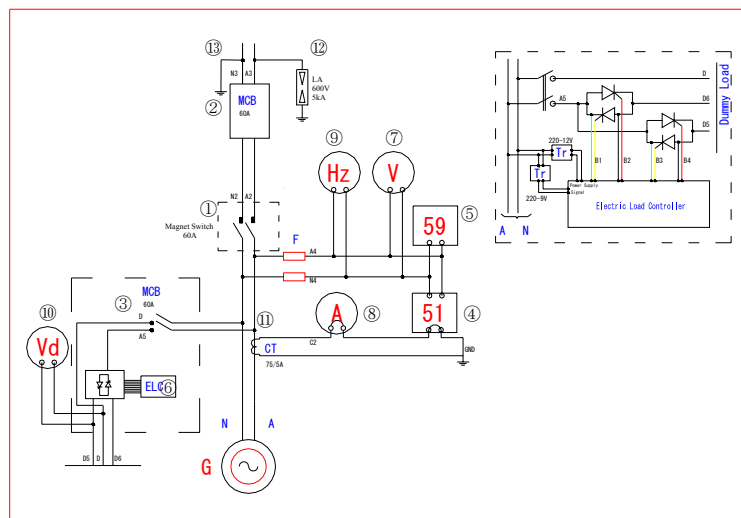 ⑬
⑫
N3
A3
LA
600V
5kA
②
MCB
60A
⑨
⑦
Hz
V
N2
A2
①
Magnet Switch
60A
F
A4
N4
59
⑤
MCB
60A
③
⑩
D
A5
Vd
⑪
A
⑧
51
④
C2
CT
75/5A
GND
ELC
⑥
N
A
D5
D
D6
G
D
A5
D6
D5
Dummy Load
220-12V
Tr
B1
B2
B3
B4
Tr
Power Supply
Signal
220-9V
Electric Load Controller
A
N